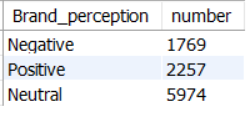 Brand_perception number
Negative 1769
Positive 2257
Neutral 5974